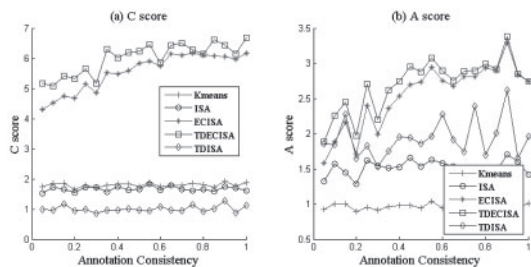 (a) C score
7
6
5
4
3
2
1
0
C score
Kmeans
ISA
ECISA
TDECISA
TDISA
0 0.2 0.4 0.6 0.8 1
Annotation Consistency
(b) A score
3.5
3
2.5
2
1.5
1
0.5
A score
Kmeans
ISA
ECISA
TDECISA
TDISA
0 0.2 0.4 0.6 0.8 1
Annotation Consistency